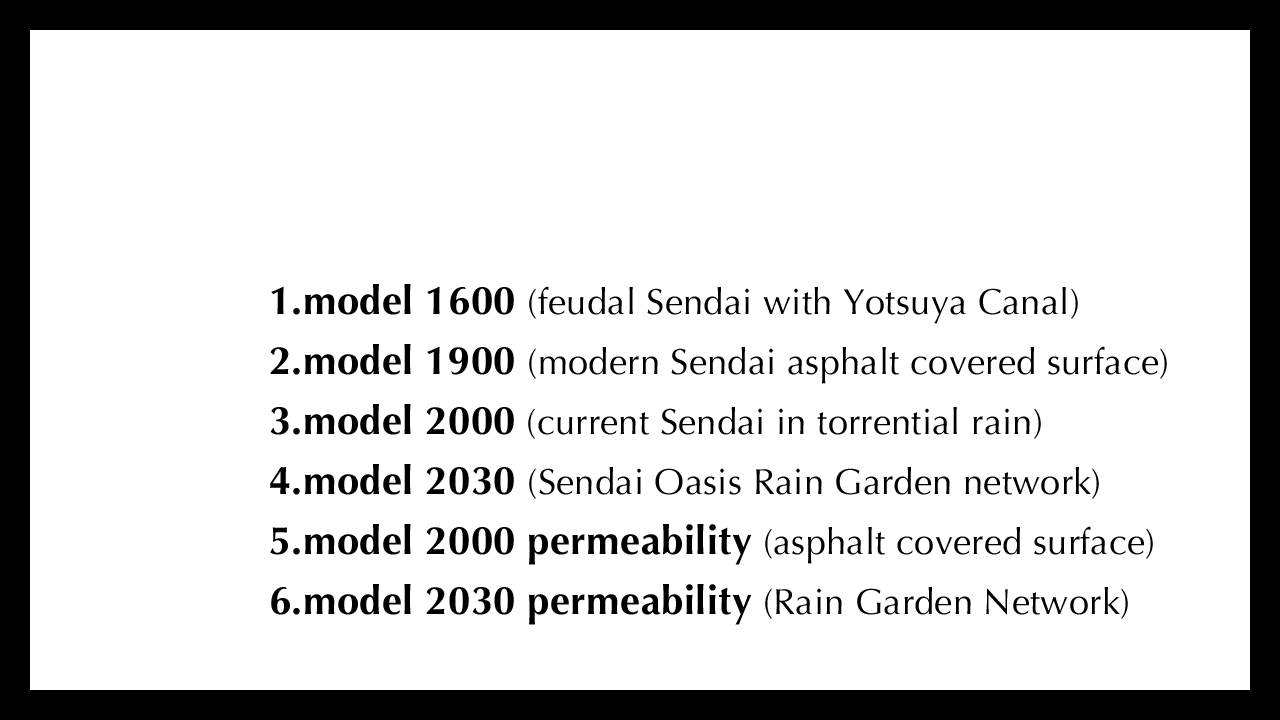 1.model 1600 (feudal Sendai with Yotsuya Canal)
2.model 1900 (modern Sendai asphalt covered surface)
3.model 2000 (current Sendai in torrential rain)
4.model 2030 (Sendai Oasis Rain Garden network)
5.model 2000 permeability (asphalt covered surface)
6.model 2030 permeability (Rain Garden Network)